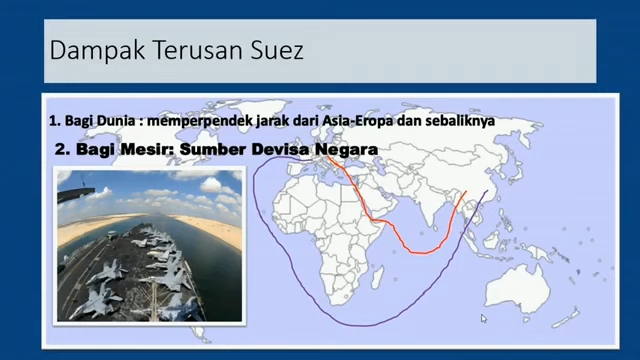 Dampak Terusan Suez
1. Bagi Dunia : memperpendek jarak dari Asia-Eropa dan sebaliknya
2. Bagi Mesir: Sumber Devisa Negara